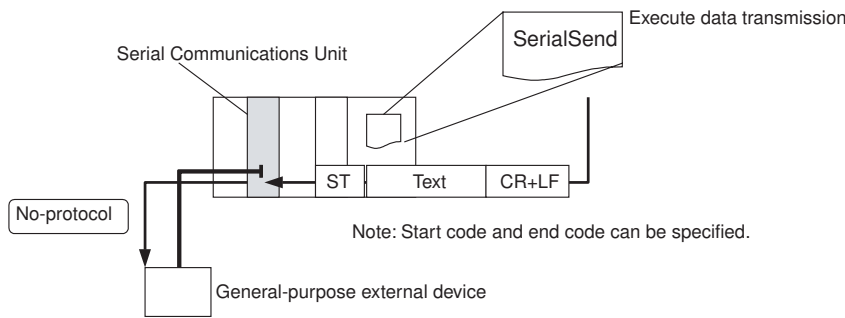 Execute data transmission
SerialSend
Serial Communications Unit
ST Text CR+LF
No-protocol
Note: Start code and end code can be specified.
General-purpose external device